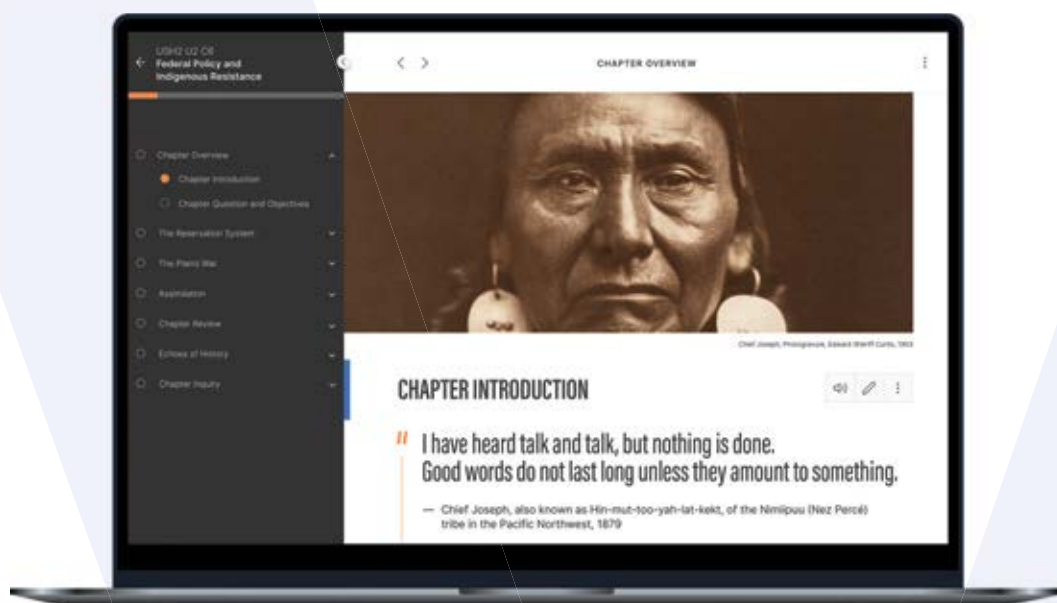 USH2 U2 C6
Federal Policy and
Indigenous Resistance
Chapter Overview
Chapter Introduction
Chapter Question and Objectives
The Reservation System
The Plains War
Assimilation
Chapter Review
Echoes of History
Chapter Inquiry
CHAPTER OVERVIEW
Chief Joseph, Photogravure, Edward Sheriff Curtis, 1903
CHAPTER INTRODUCTION
" I have heard talk and talk, but nothing is done.
Good words do not last long unless they amount to something.
— Chief Joseph, also known as Hin-mut-too-yah-lat-kekt, of the Nimiipuu (Nez Percé)
tribe in the Pacific Northwest, 1879